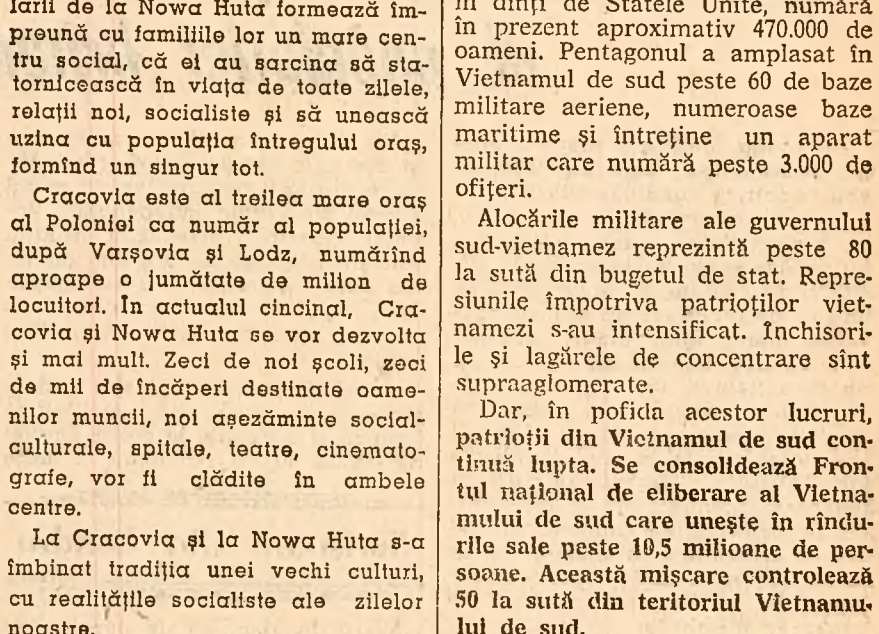 larii de la Nowa Huta formează îm-
preună cu familiile lor un mare cen-
tru social, că ei au sarcina să sta-
tornicească în viața de toate zilele,
relații noi, socialiste și să unească
uzina cu populația întregului oraș,
formînd un singur tot.
Cracovia este al treilea mare oraș
al Poloniei ca număr al populației,
după Varșovia și Lodz, numărînd
aproape o jumătate de milion de
locuitori. In actualul cincinal, Cra-
covia și Nowa Huta se vor dezvolta
și mai mult. Zeci de noi școli, zeci
de mii de încăperi destinate oame-
nilor muncii, noi așezăminte social-
culturale, spitale, teatre, cinemato-
grafe, vor fi clădite în ambele
centre.
La Cracovia și la Nowa Huta s-a
îmbinat tradiția unei vechi culturi,
cu realitățile socialiste ale zilelor
noastre.
dinți de Statele Unite, numără
în prezent aproximativ 470.000 de
oameni. Pentagonul a amplasat în
Vietnamul de sud peste 60 de baze
militare aeriene, numeroase baze
maritime și întreține un aparat
militar care numără peste 3.000 de
ofițeri.
Alocările militare ale guvernului
sud-vietnamez reprezintă peste 80
la sută din bugetul de stat. Repre-
siunile împotriva patrioților viet-
namezi s-au intensificat. Închisori-
le și lagărele de concentrare sînt
supraaglomerate.
Dar, în pofida acestor lucruri,
patrioții din Vietnamul de sud con-
tinuă lupta. Se consolidează Fron-
tul național de eliberare al Vietna-
mului de sud care unește în rîndu-
rile sale peste 10,5 milioane de per-
soane. Această mișcare controlează
50 la sută din teritoriul Vietnamu-
lui de sud.